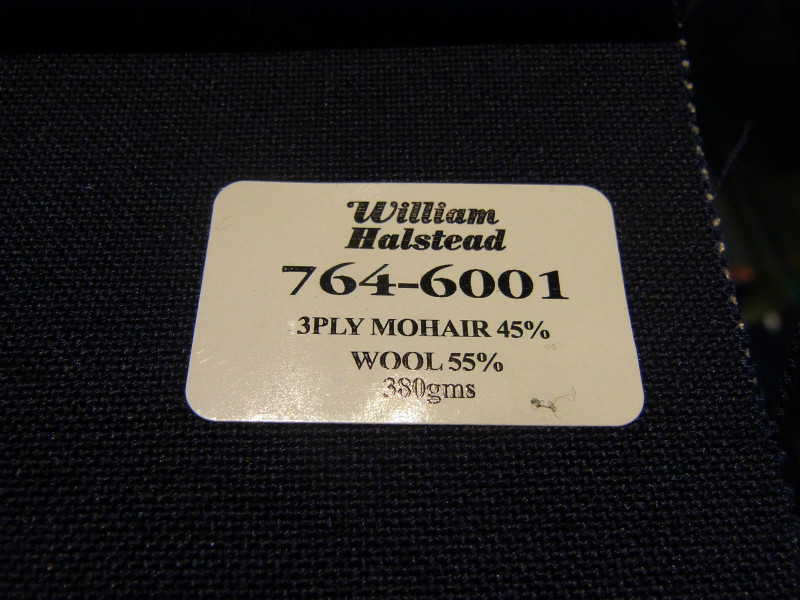 William
Halstead
764-6001
3PLY MOHAIR 45%
WOOL 55%
380gms